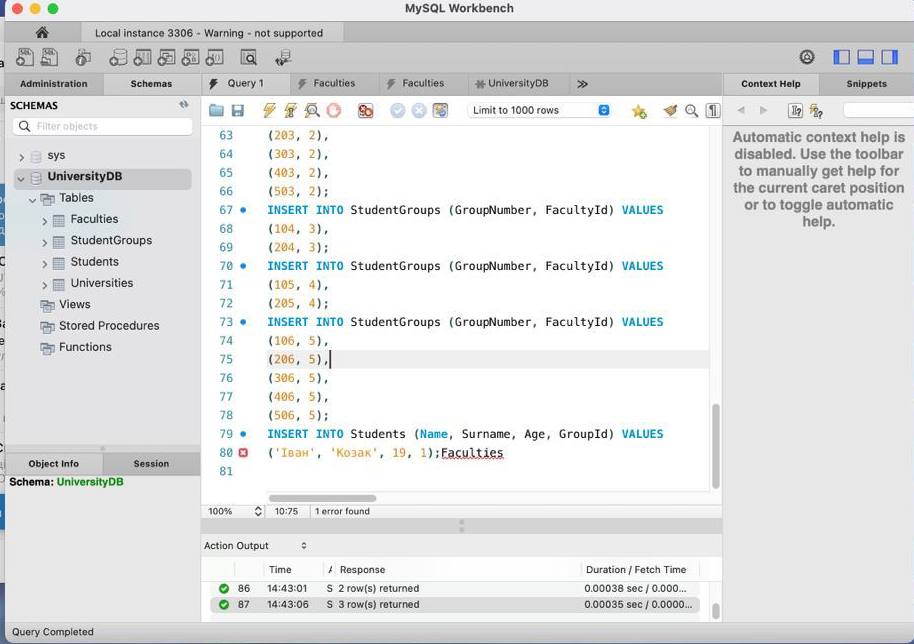 MySQL Workbench
Local instance 3306 - Warning - not supported
Administration Schemas
Query 1 Faculties Faculties UniversityDB
Context Help Snippets
SCHEMAS
Filter objects
Limit to 1000 rows
sys
UniversityDB
Tables
Faculties
StudentGroups
Students
Universities
Views
Stored Procedures
Functions
Object Info Session
Schema: UniversityDB
63 (203, 2),
64 (303, 2),
65 (403, 2),
66 (503, 2);
67 INSERT INTO StudentGroups (GroupNumber, FacultyId) VALUES
68 (104, 3),
69 (204, 3);
70 INSERT INTO StudentGroups (GroupNumber, FacultyId) VALUES
71 (105, 4),
72 (205, 4);
73 INSERT INTO StudentGroups (GroupNumber, FacultyId) VALUES
74 (106, 5),
75 (206, 5),
76 (306, 5),
77 (406, 5),
78 (506, 5);
79 INSERT INTO Students (Name, Surname, Age, GroupId) VALUES
80 ('Іван', 'Козак', 19, 1);Faculties
81
100% 10:75 1 error found
Action Output
Time Response Duration / Fetch Time
86 14:43:01 S 2 row(s) returned 0.00038 sec / 0.000...
87 14:43:06 S 3 row(s) returned 0.00035 sec / 0.0000...
Automatic context help is
disabled. Use the toolbar
to manually get help for
the current caret position
or to toggle automatic
help.
Query Completed